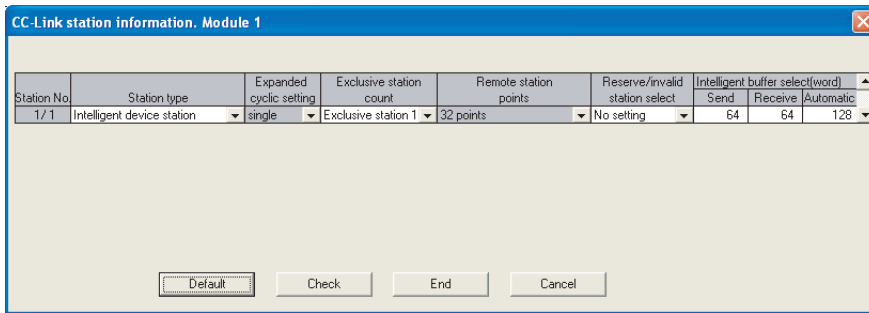 CC-Link station information. Module 1
Expanded Exclusive station Remote station Reserve/invalid Intelligent buffer select(word)
Station No. Station type cyclic setting count points station select Send Receive Automatic
1/1 Intelligent device station single Exclusive station 1 32 points No setting 64 64 128
Default Check End Cancel